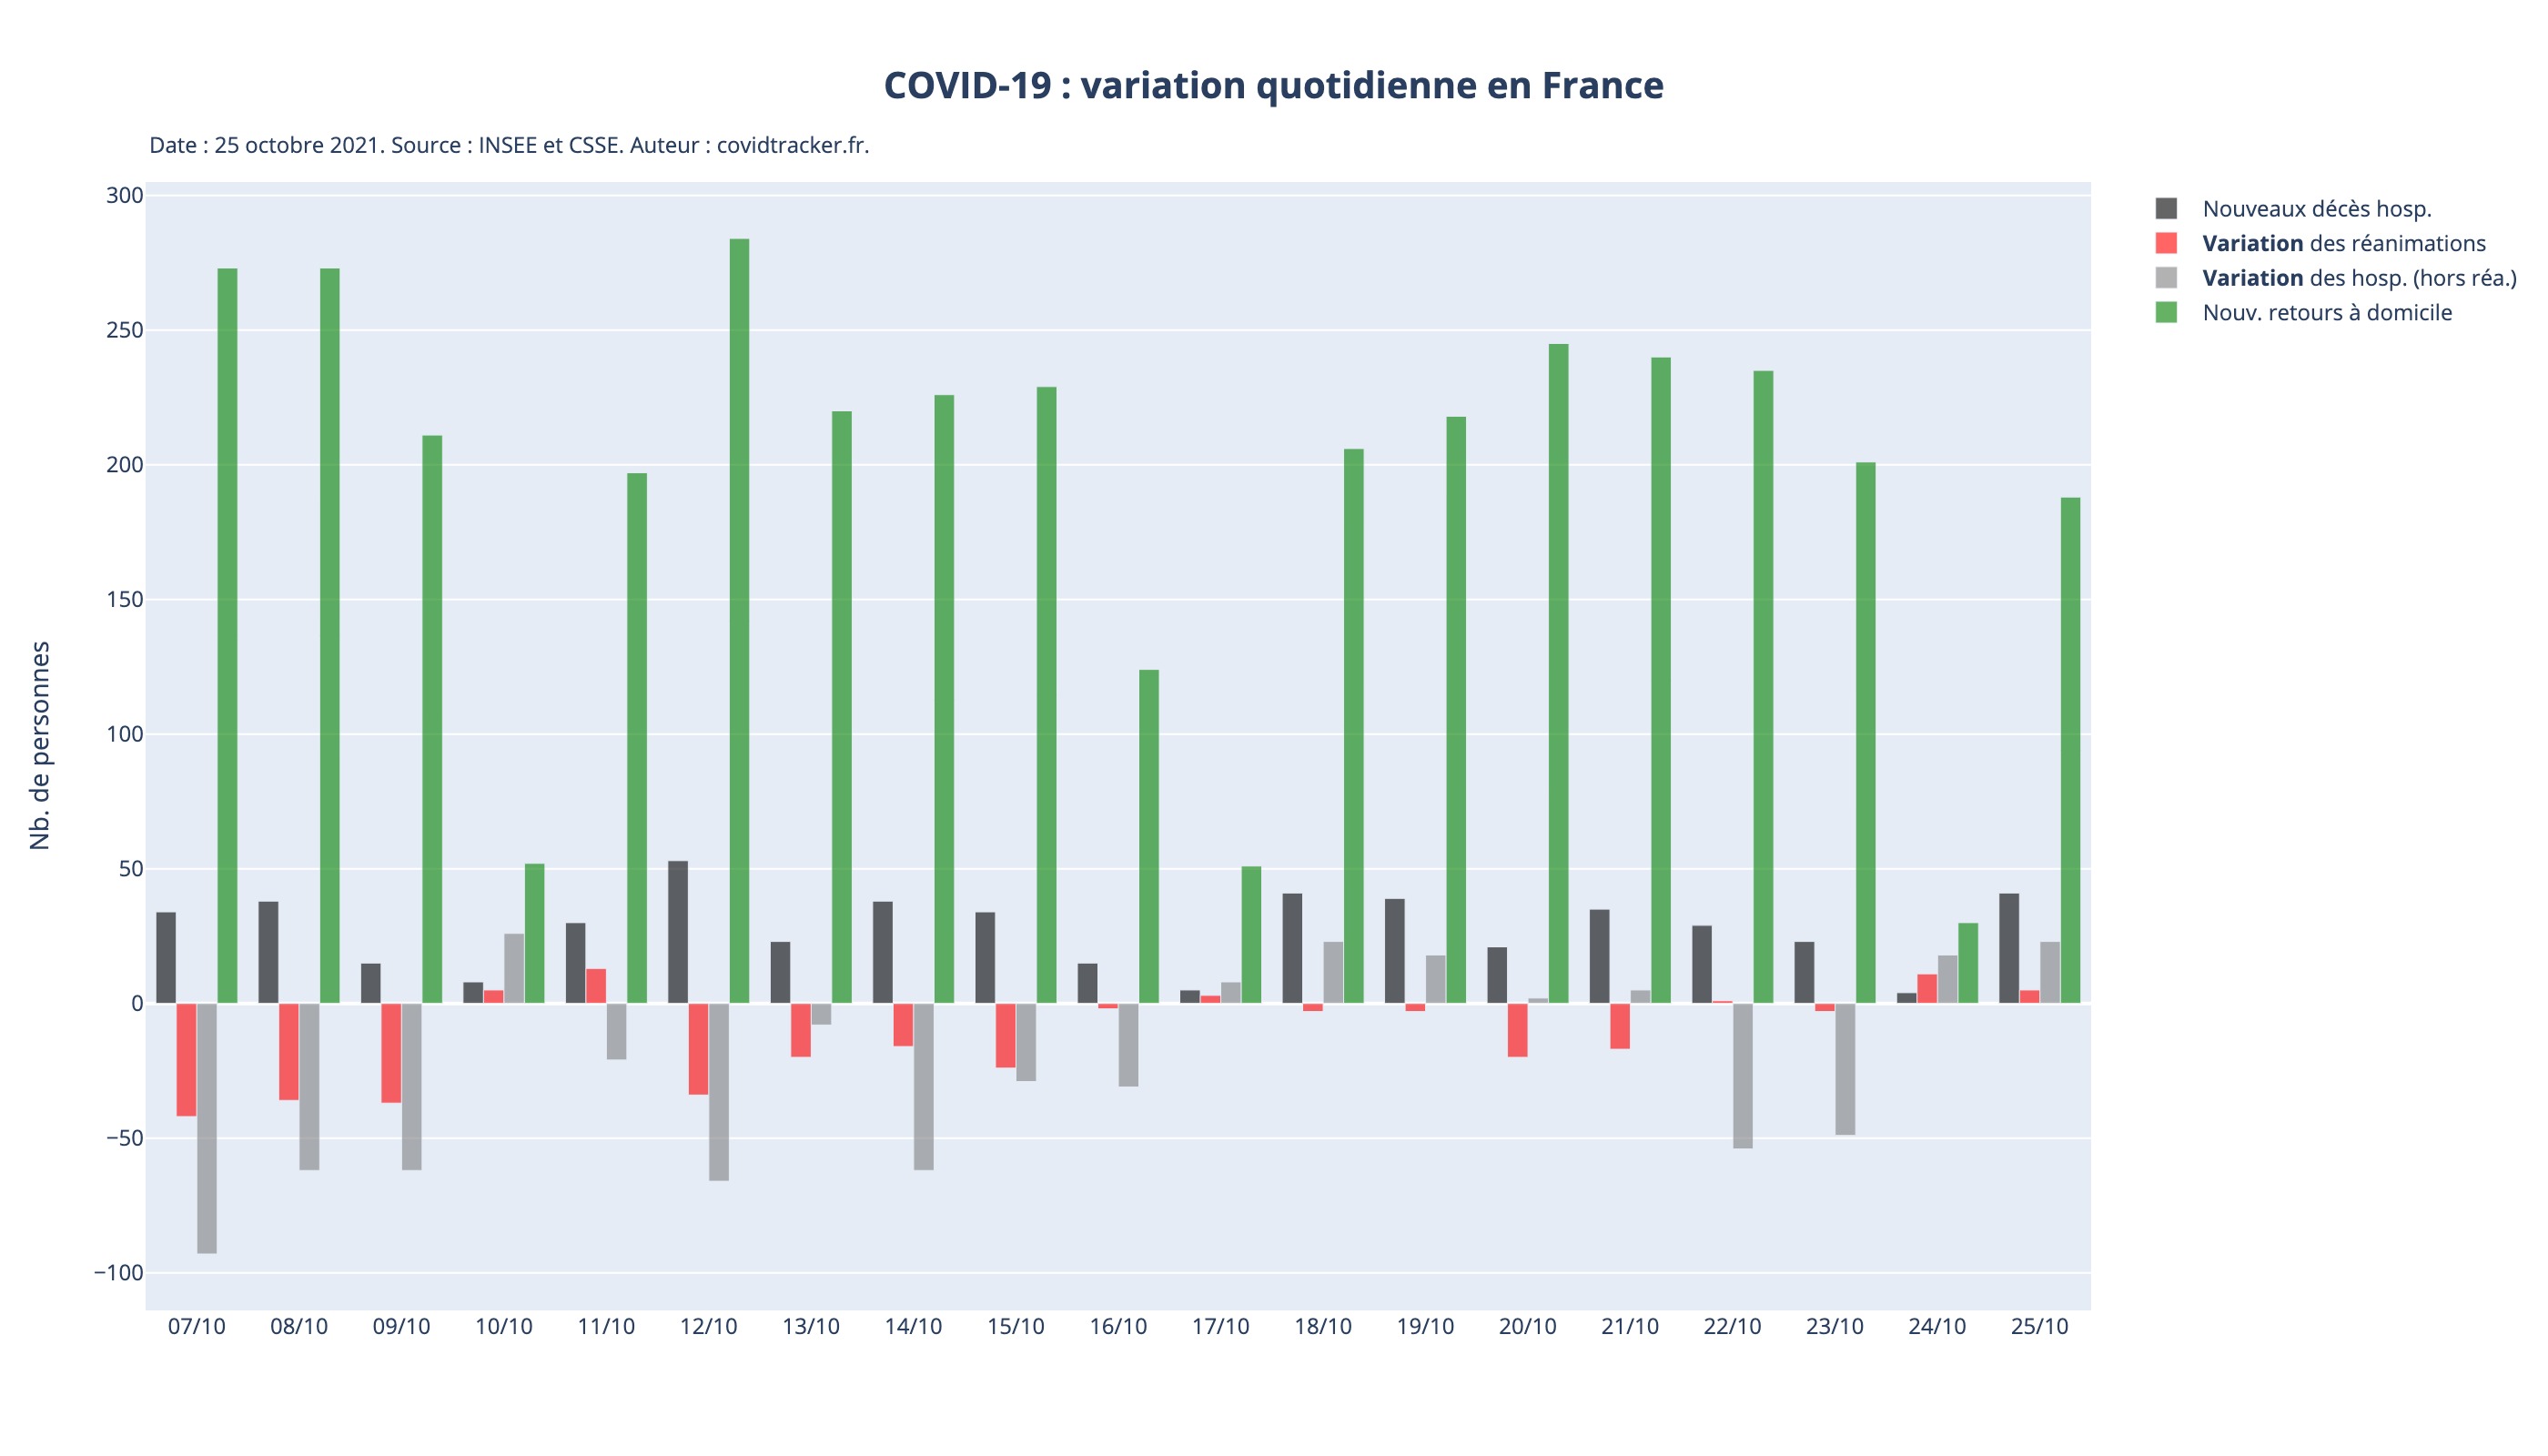 COVID-19 : variation quotidienne en France
Date : 25 octobre 2021. Source : INSEE et CSSE. Auteur : covidtracker.fr.
Nb. de personnes
300
250
200
150
100
50
0
−50
−100
07/10 08/10 09/10 10/10 11/10 12/10 13/10 14/10 15/10 16/10 17/10 18/10 19/10 20/10 21/10 22/10 23/10 24/10 25/10
Nouveaux décès hosp.
Variation des réanimations
Variation des hosp. (hors réa.)
Nouv. retours à domicile